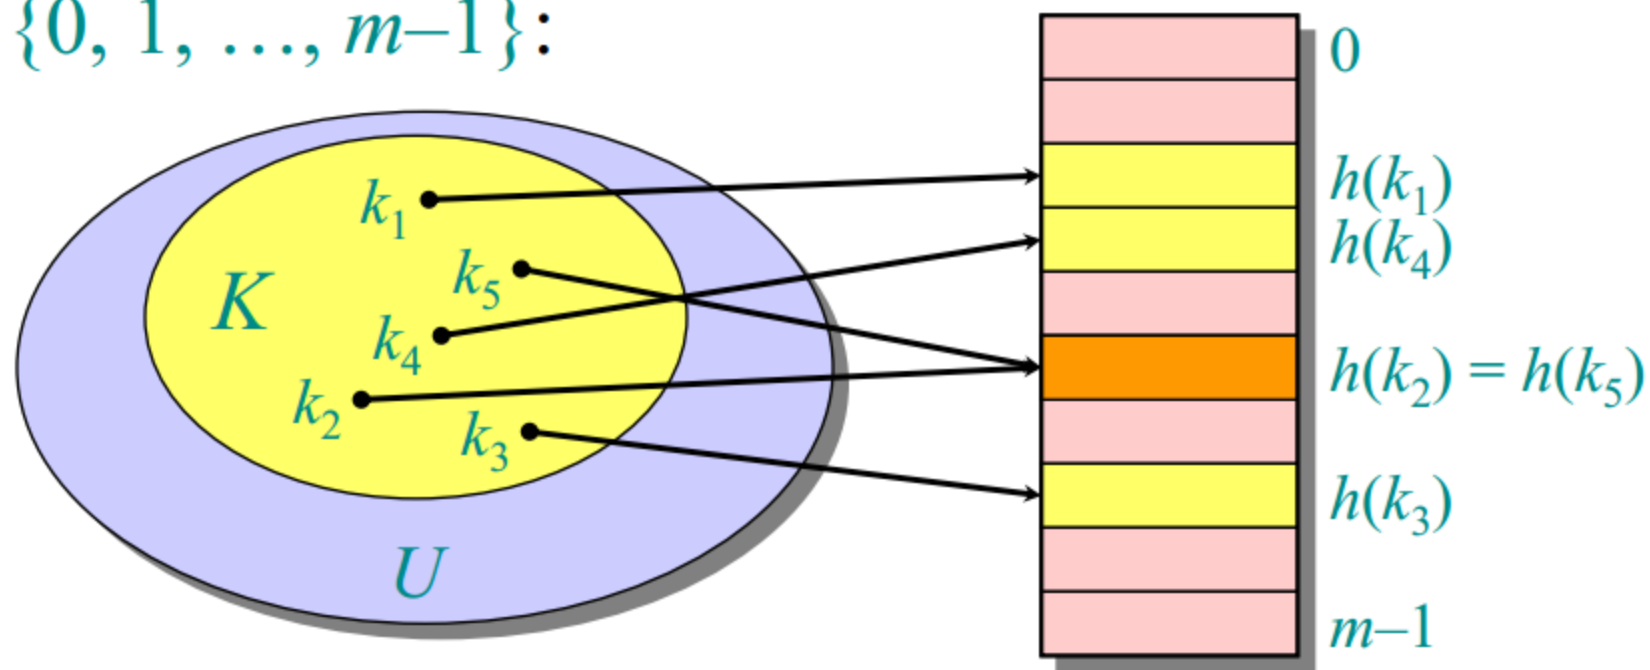 {0, 1, …, m–1}:
0
k₁
h(k₁)
k₅
h(k₄)
K
k₄
h(k₂) = h(k₅)
k₂
k₃
h(k₃)
U
m–1